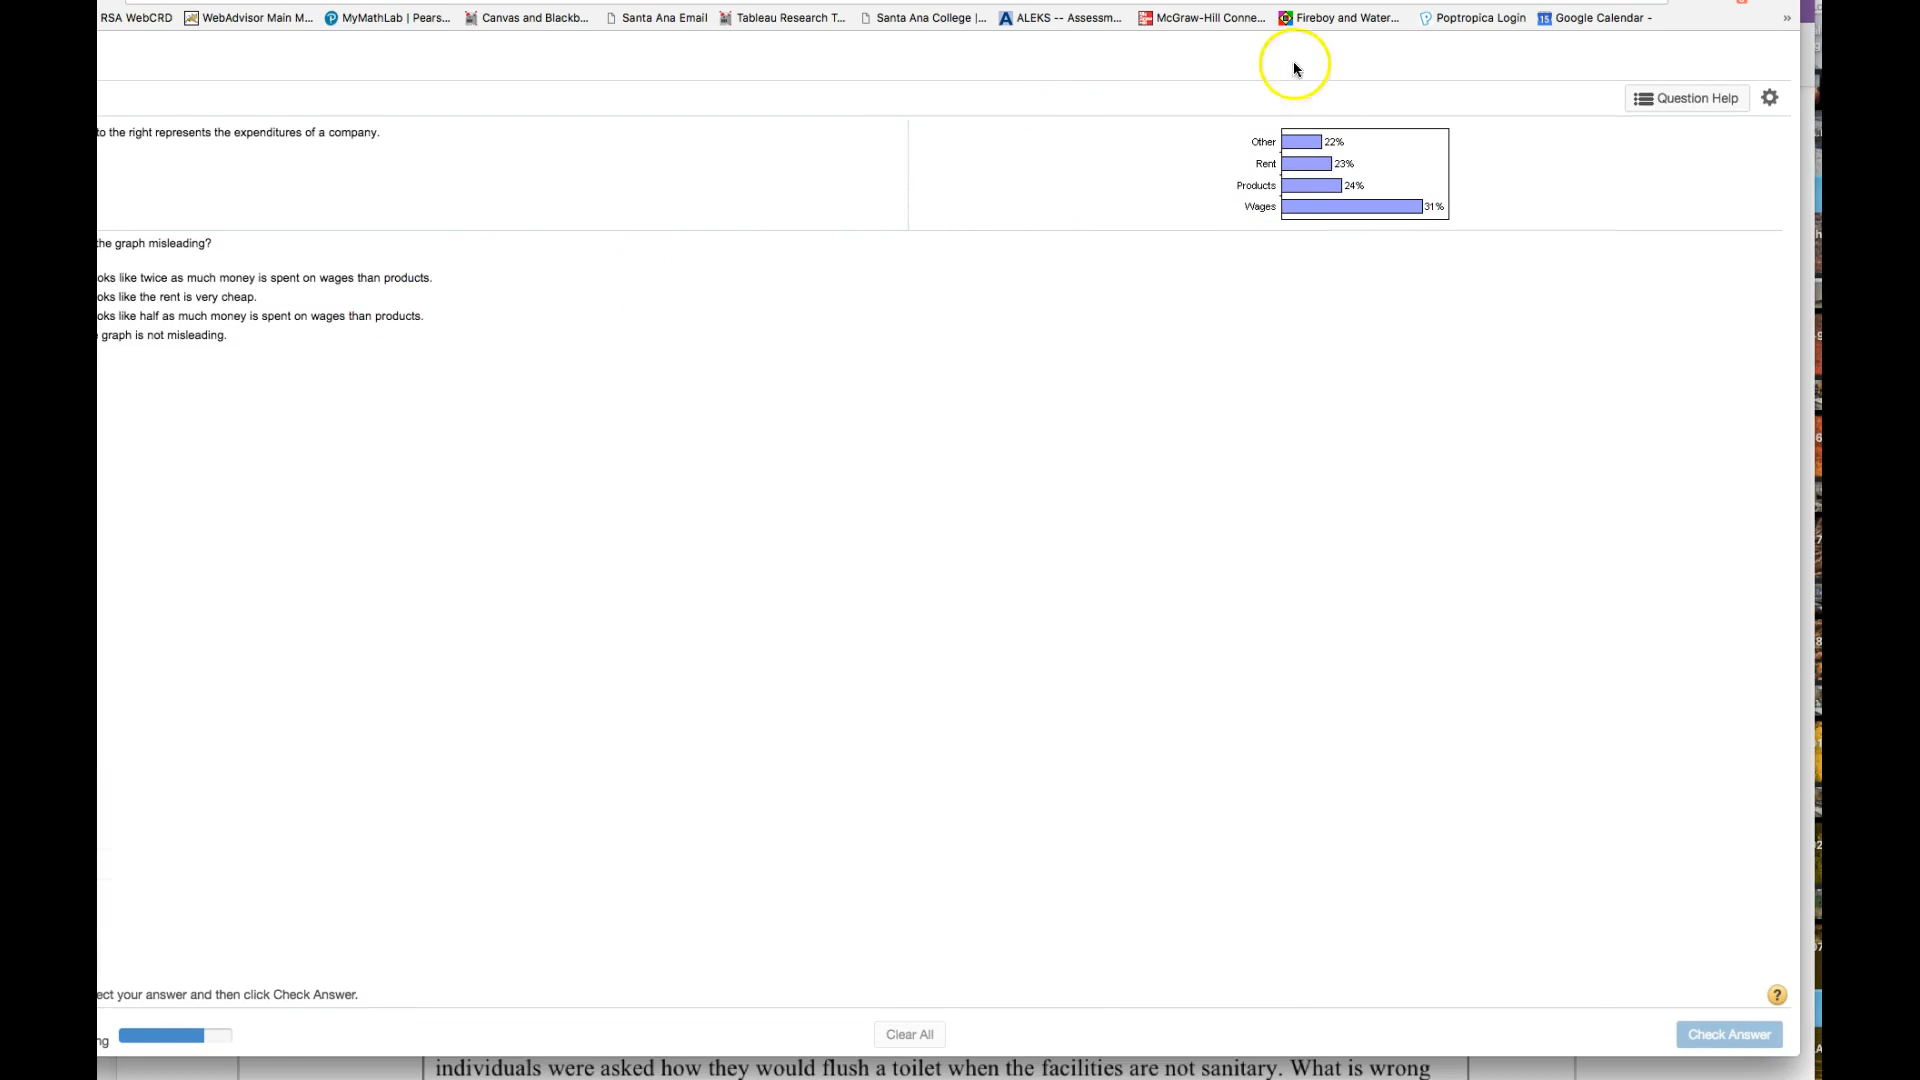 RSA WebCRD WebAdvisor Main M... MyMathLab | Pears... Canvas and Blackb... Santa Ana Email Tableau Research T... Santa Ana College |... ALEKS -- Assessm... McGraw-Hill Conne... Fireboy and Water... Poptropica Login Google Calendar - »
Question Help
to the right represents the expenditures of a company.
Other 22%
Rent 23%
Products 24%
Wages 31%
the graph misleading?
oks like twice as much money is spent on wages than products.
oks like the rent is very cheap.
oks like half as much money is spent on wages than products.
graph is not misleading.
ect your answer and then click Check Answer.
?
ng
Clear All
Check Answer
individuals were asked how they would flush a toilet when the facilities are not sanitary. What is wrong